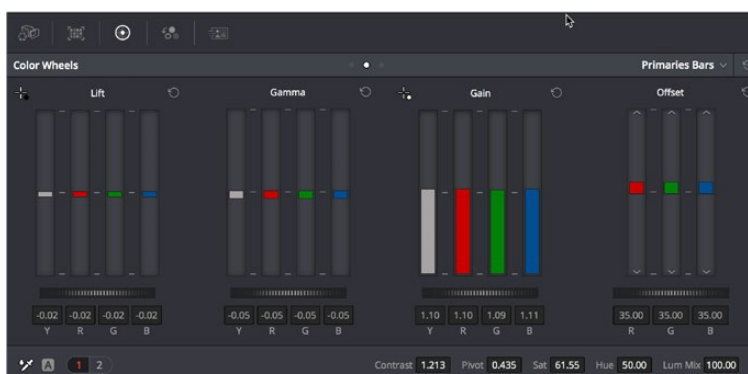 Color Wheels Primaries Bars
Lift Gamma Gain Offset
-0.02 -0.02 -0.02 -0.02 -0.05 -0.05 -0.05 -0.05 1.10 1.10 1.09 1.11 35.00 35.00 35.00
Y R G B Y R G B Y R G B R G B
A 1 2 Contrast 1.213 Pivot 0.435 Sat 61.55 Hue 50.00 Lum Mix 100.00